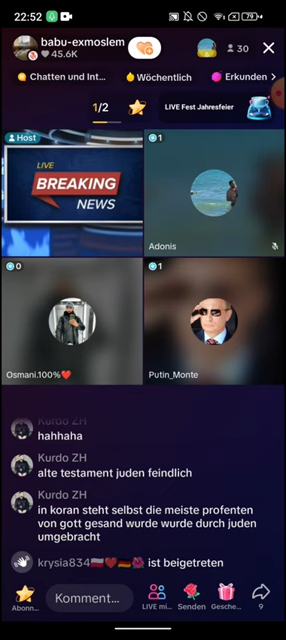 22:52
79
babu-exmoslem
45.6K
30
Chatten und Int...
Wöchentlich
Erkunden
1/2
LIVE Fest Jahresfeier
Host
LIVE
BREAKING
NEWS
1
Adonis
0
Osmani.100%❤️
1
Putin_Monte
Kurdo ZH
hahhaha
Kurdo ZH
alte testament juden feindlich
Kurdo ZH
in koran steht selbst die meiste profenten
von gott gesand wurde wurde durch juden
umgebracht
krysia834🇵🇱❤️🇩🇪🌺 ist beigetreten
Abonn...
Komment...
LIVE mi...
Senden
Gesche...
9